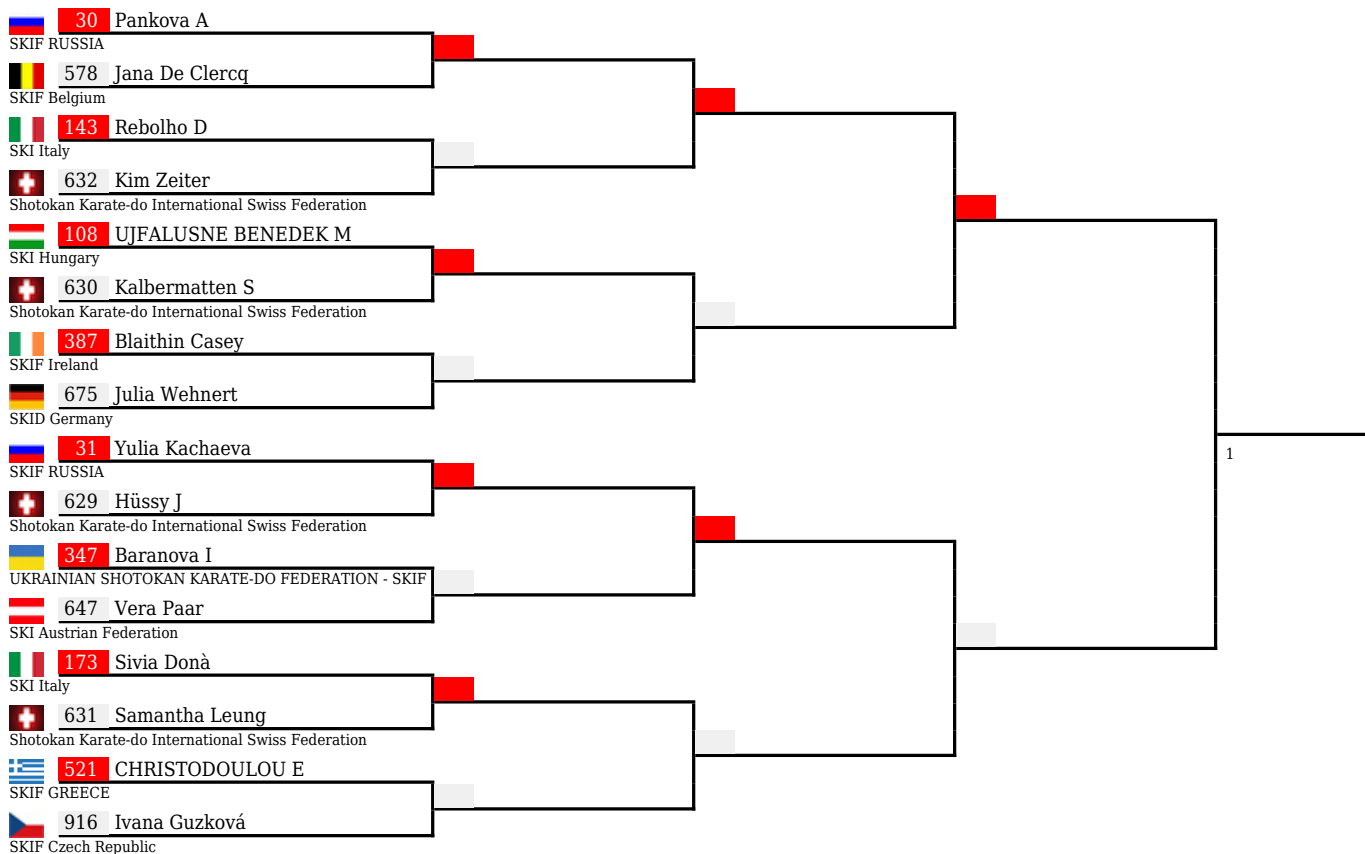 30 Pankova A
SKIF RUSSIA
578 Jana De Clercq
SKIF Belgium
143 Rebolho D
SKI Italy
632 Kim Zeiter
Shotokan Karate-do International Swiss Federation
108 UJFALUSNE BENEDEK M
SKI Hungary
630 Kalbermatten S
Shotokan Karate-do International Swiss Federation
387 Blaithin Casey
SKIF Ireland
675 Julia Wehnert
SKID Germany
31 Yulia Kachaeva
1
SKIF RUSSIA
629 Hüssy J
Shotokan Karate-do International Swiss Federation
347 Baranova I
UKRAINIAN SHOTOKAN KARATE-DO FEDERATION - SKIF
647 Vera Paar
SKI Austrian Federation
173 Sivia Donà
SKI Italy
631 Samantha Leung
Shotokan Karate-do International Swiss Federation
521 CHRISTODOULOU E
SKIF GREECE
916 Ivana Guzková
SKIF Czech Republic